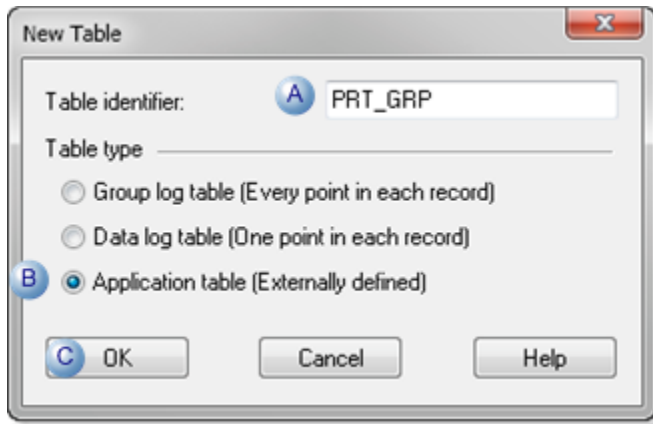 New Table
Table identifier: A PRT_GRP
Table type
Group log table (Every point in each record)
Data log table (One point in each record)
B Application table (Externally defined)
C OK Cancel Help